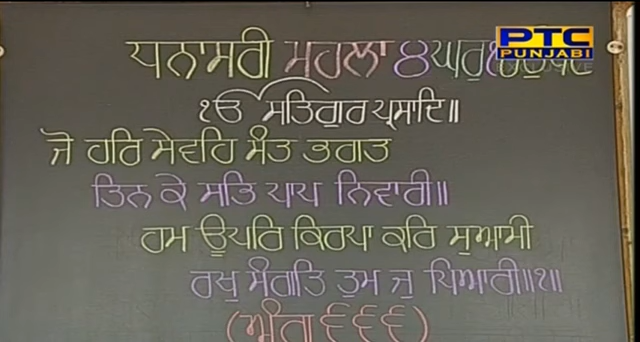 PTC
PUNJABI
ਧਨਾਸਰੀ ਮਹਲਾ ੪ ਘਰੁ
ੴ ਸਤਿਗੁਰ ਪ੍ਰਸਾਦਿ॥
ਜੋ ਹਰਿ ਸੇਵਹਿ ਸੰਤ ਭਗਤ
ਤਿਨ ਕੇ ਸਭਿ ਪਾਪ ਨਿਵਾਰੀ॥
ਹਮ ਊਪਰਿ ਕਿਰਪਾ ਕਰਿ ਸੁਆਮੀ
ਰਖੁ ਸੰਗਤਿ ਤੁਮ ਜੁ ਪਿਆਰੀ॥੧॥
(ਅੰਗ ੬੬੬)